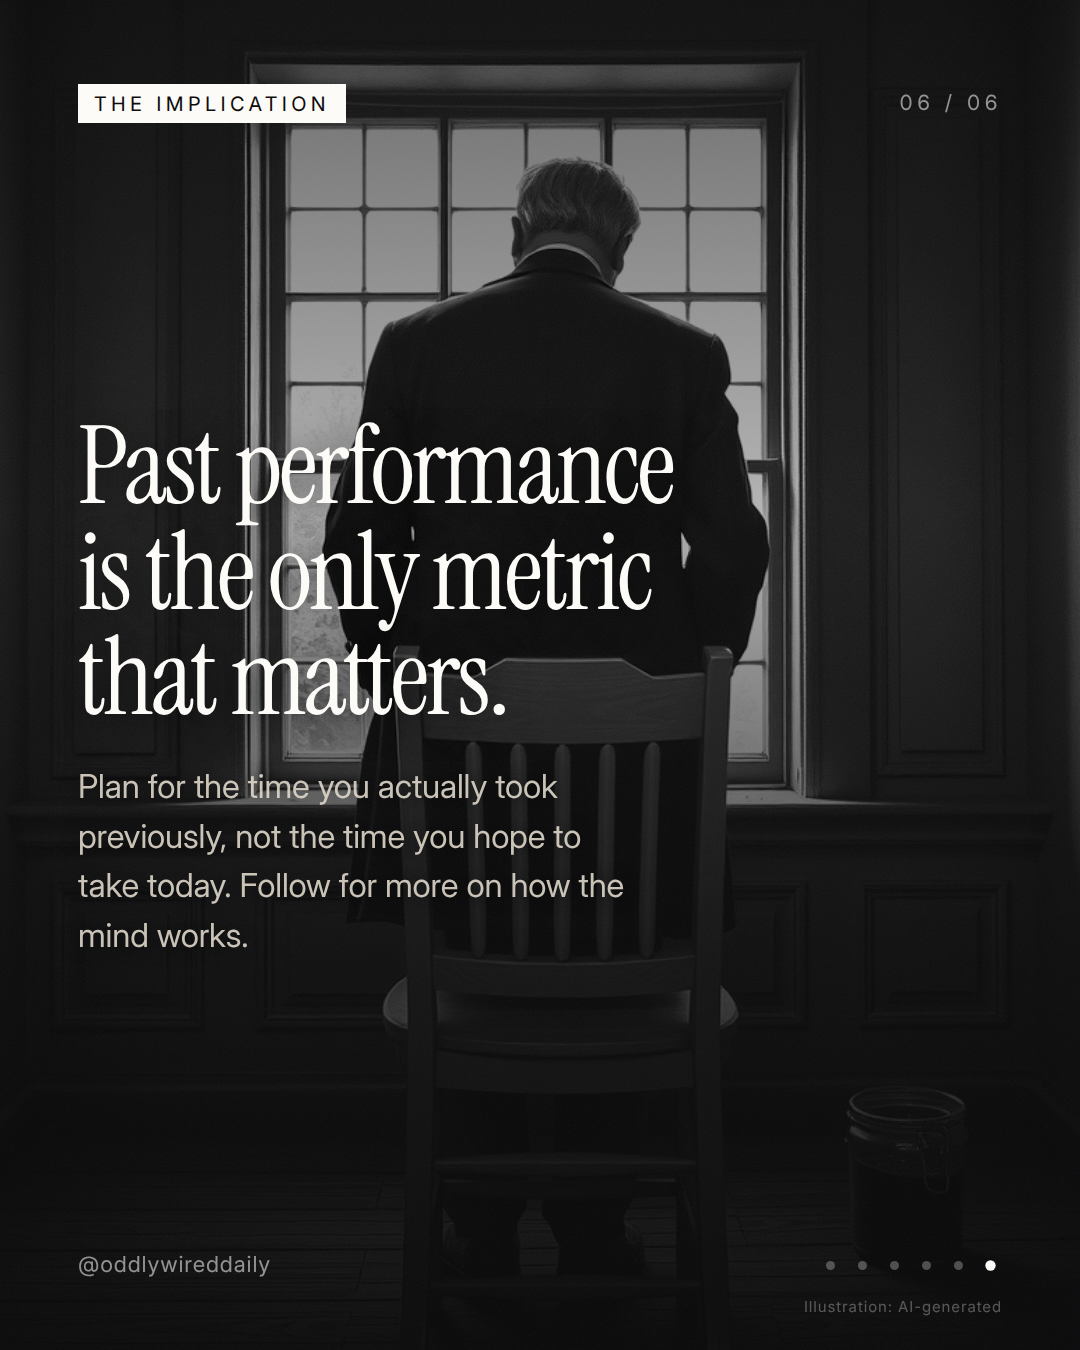 THE IMPLICATION
06 / 06
Past performance
is the only metric
that matters.
Plan for the time you actually took
previously, not the time you hope to
take today. Follow for more on how the
mind works.
@oddlywireddaily
Illustration: AI-generated